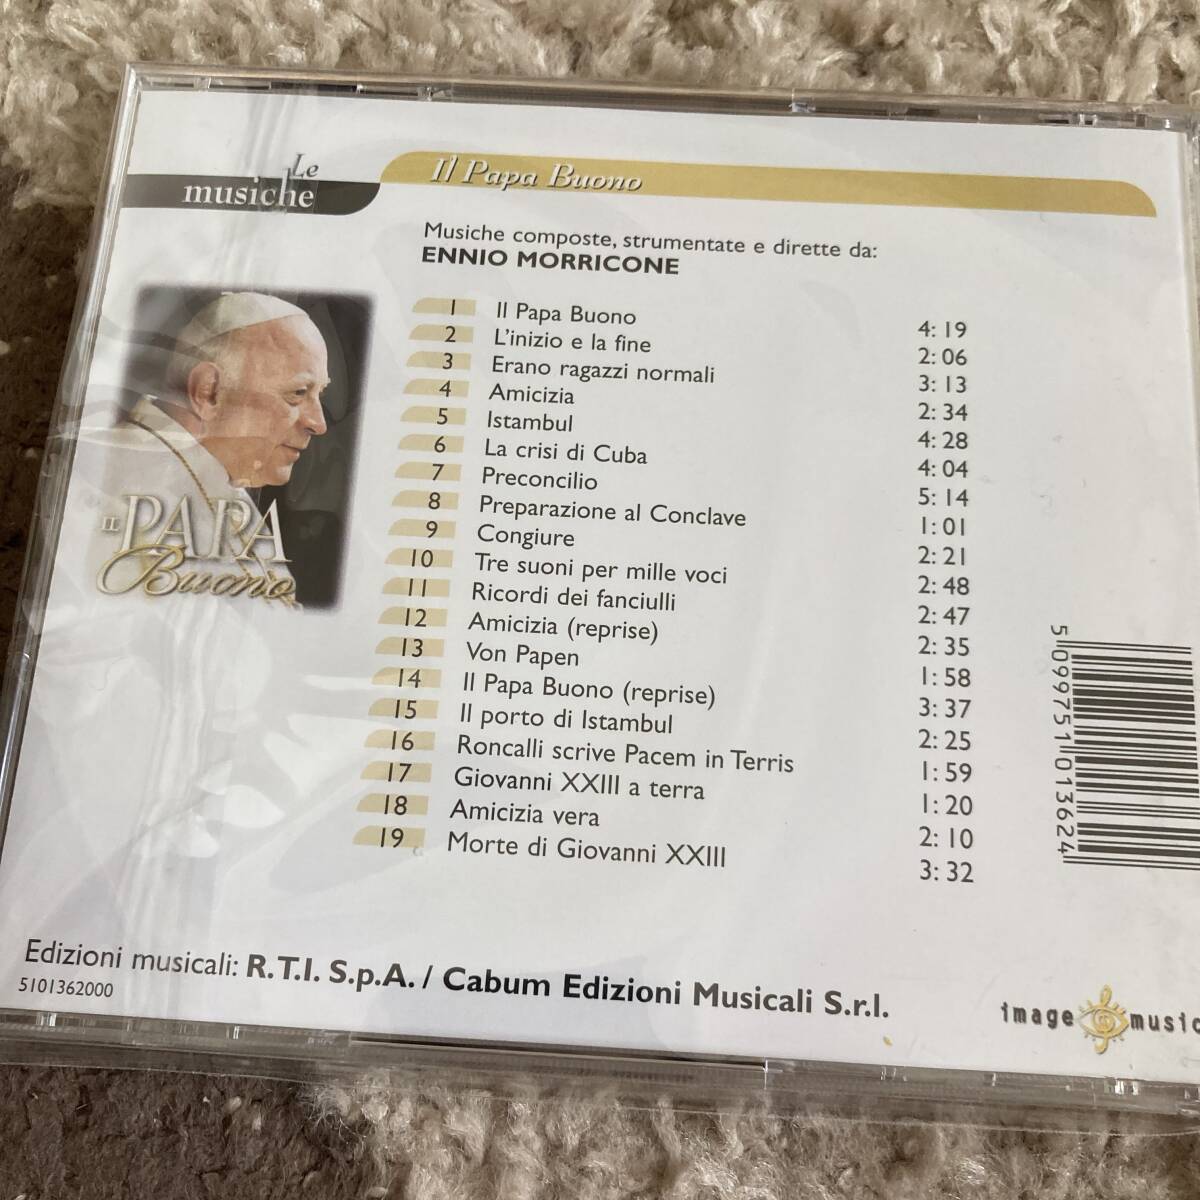 Le
musiche
Il Papa Buono
Musiche composte, strumentate e dirette da:
ENNIO MORRICONE
1 Il Papa Buono 4:19
2 L'inizio e la fine 2:06
3 Erano ragazzi normali 3:13
4 Amicizia 2:34
5 Istambul 4:28
6 La crisi di Cuba 4:04
7 Preconcilio 5:14
8 Preparazione al Conclave 1:01
9 Congiure 2:21
10 Tre suoni per mille voci 2:48
11 Ricordi dei fanciulli 2:47
12 Amicizia (reprise) 2:35
13 Von Papen 1:58
14 Il Papa Buono (reprise) 3:37
15 Il porto di Istambul 2:25
16 Roncalli scrive Pacem in Terris 1:59
17 Giovanni XXIII a terra 1:20
18 Amicizia vera 2:10
19 Morte di Giovanni XXIII 3:32
IL PAPA
Buono
5 099751 013624
Edizioni musicali: R.T.I. S.p.A. / Cabum Edizioni Musicali S.r.l.
5101362000
image music